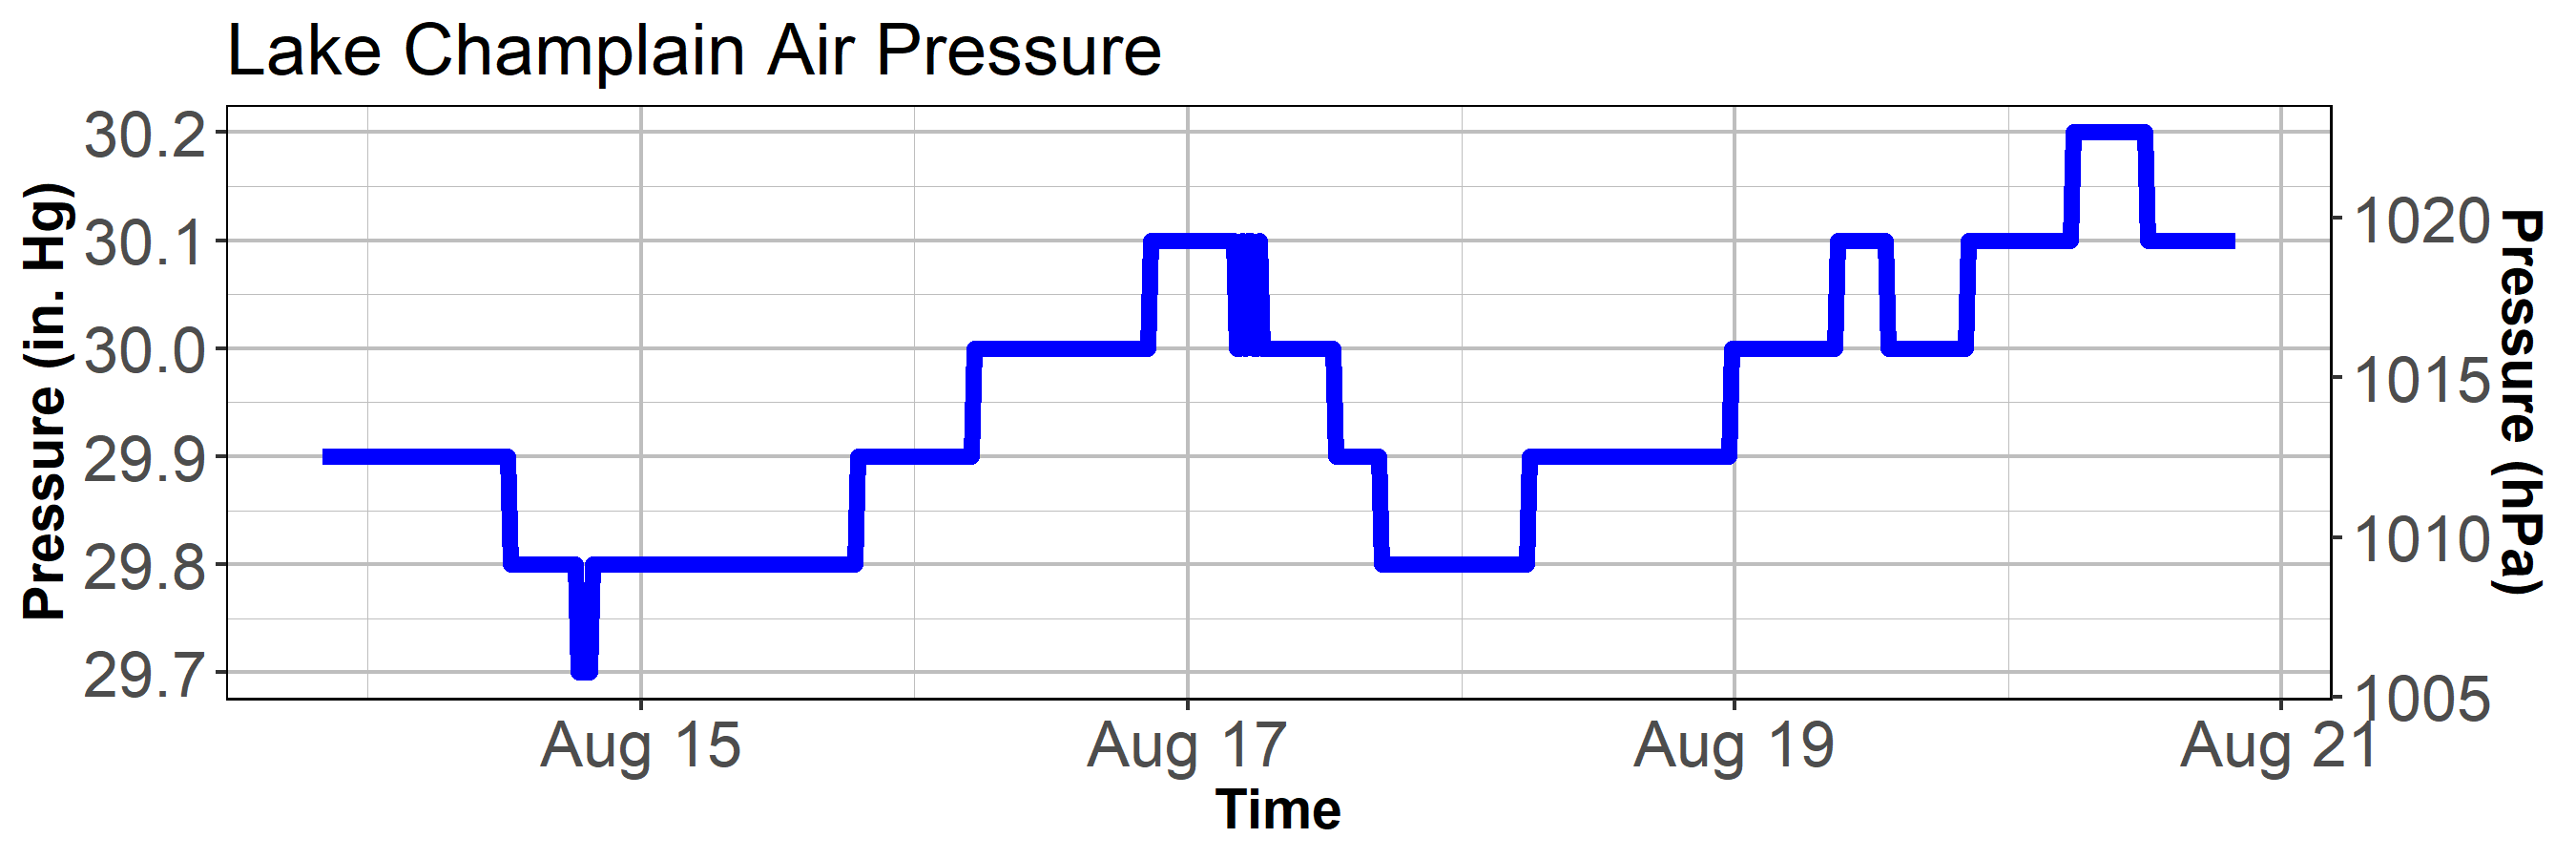 Lake Champlain Air Pressure
30.2
30.1
30.0
29.9
29.8
29.7
Pressure (in. Hg)
1020
1015
1010
1005
Pressure (hPa)
Aug 15 Aug 17 Aug 19 Aug 21
Time